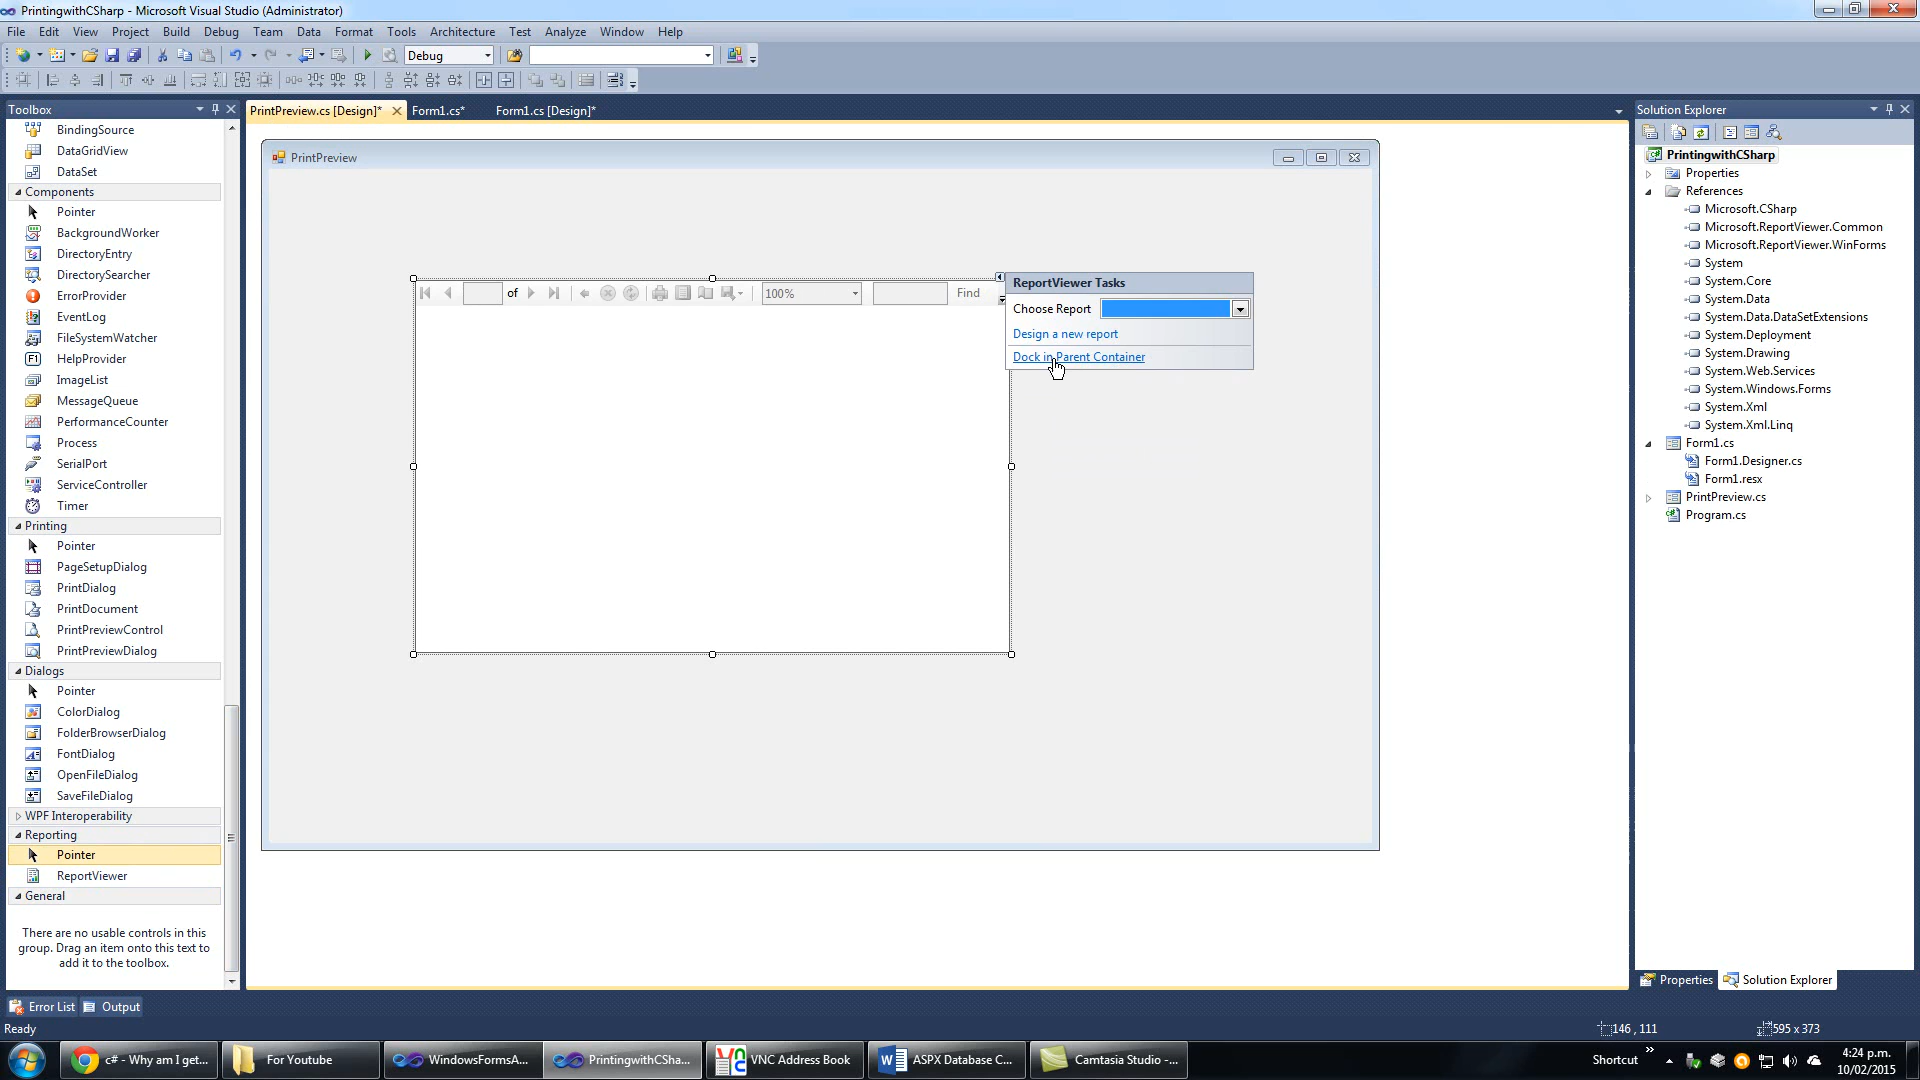 PrintingwithCSharp - Microsoft Visual Studio (Administrator)
File Edit View Project Build Debug Team Data Format Tools Architecture Test Analyze Window Help
Debug
Toolbox
BindingSource
DataGridView
DataSet
Components
Pointer
BackgroundWorker
DirectoryEntry
DirectorySearcher
ErrorProvider
EventLog
FileSystemWatcher
HelpProvider
ImageList
MessageQueue
PerformanceCounter
Process
SerialPort
ServiceController
Timer
Printing
Pointer
PageSetupDialog
PrintDialog
PrintDocument
PrintPreviewControl
PrintPreviewDialog
Dialogs
Pointer
ColorDialog
FolderBrowserDialog
FontDialog
OpenFileDialog
SaveFileDialog
WPF Interoperability
Reporting
Pointer
ReportViewer
General
There are no usable controls in this
group. Drag an item onto this text to
add it to the toolbox.
PrintPreview.cs [Design]* Form1.cs* Form1.cs [Design]*
PrintPreview
of 100% Find
ReportViewer Tasks
Choose Report
Design a new report
Dock in Parent Container
Solution Explorer
PrintingwithCSharp
Properties
References
Microsoft.CSharp
Microsoft.ReportViewer.Common
Microsoft.ReportViewer.WinForms
System
System.Core
System.Data
System.Data.DataSetExtensions
System.Deployment
System.Drawing
System.Web.Services
System.Windows.Forms
System.Xml
System.Xml.Linq
Form1.cs
Form1.Designer.cs
Form1.resx
PrintPreview.cs
Program.cs
Properties Solution Explorer
Error List Output
Ready 146 , 111 595 x 373
c# - Why am I get... For Youtube WindowsFormsA... PrintingwithCSha... VNC Address Book ASPX Database C... Camtasia Studio -... Shortcut
4:24 p.m.
10/02/2015